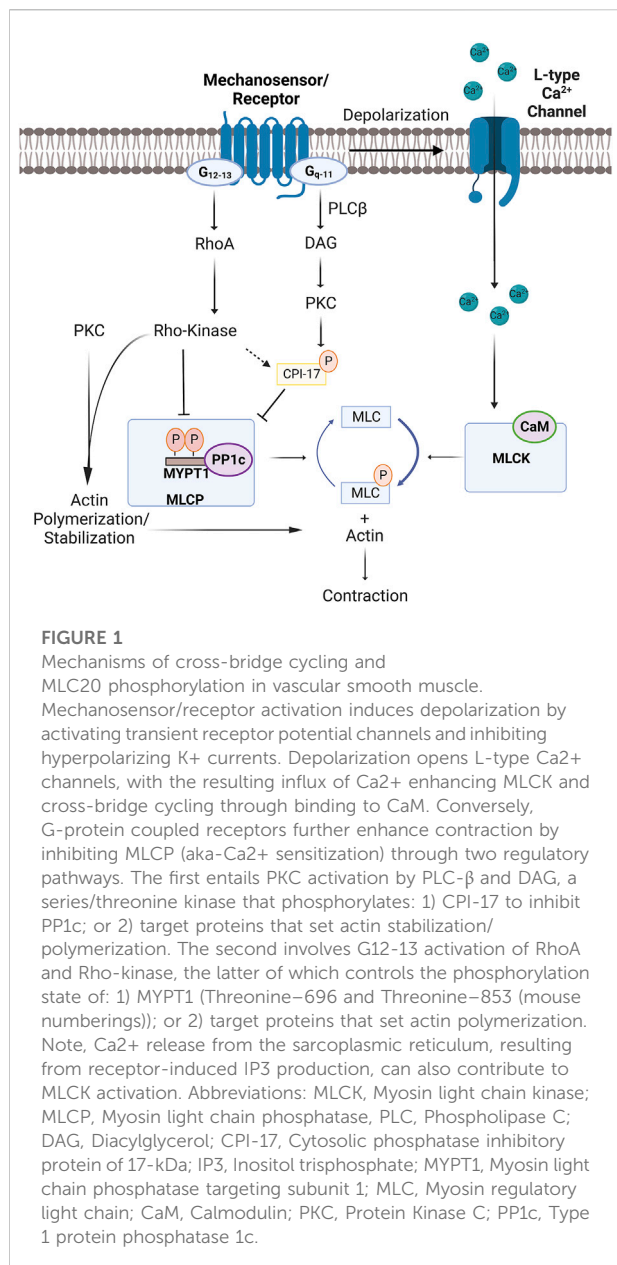 Mechanosensor/
Receptor
L-type
Ca2+
Channel
Ca2+
Ca2+
Ca2+
Ca2+
Depolarization
G12-13
Gq-11
PLCβ
RhoA
DAG
Ca2+
Ca2+
Ca2+
Ca2+
PKC
Rho-Kinase
PKC
P
CPI-17
P
P
MYPT1
PP1c
MLCP
MLC
P
MLC
CaM
MLCK
Actin
Polymerization/
Stabilization
+
Actin
Contraction
FIGURE 1
Mechanisms of cross-bridge cycling and
MLC20 phosphorylation in vascular smooth muscle.
Mechanosensor/receptor activation induces depolarization by
activating transient receptor potential channels and inhibiting
hyperpolarizing K+ currents. Depolarization opens L-type Ca2+
channels, with the resulting influx of Ca2+ enhancing MLCK and
cross-bridge cycling through binding to CaM. Conversely,
G-protein coupled receptors further enhance contraction by
inhibiting MLCP (aka-Ca2+ sensitization) through two regulatory
pathways. The first entails PKC activation by PLC-β and DAG, a
series/threonine kinase that phosphorylates: 1) CPI-17 to inhibit
PP1c; or 2) target proteins that set actin stabilization/
polymerization. The second involves G12-13 activation of RhoA
and Rho-kinase, the latter of which controls the phosphorylation
state of: 1) MYPT1 (Threonine–696 and Threonine–853 (mouse
numberings)); or 2) target proteins that set actin polymerization.
Note, Ca2+ release from the sarcoplasmic reticulum, resulting
from receptor-induced IP3 production, can also contribute to
MLCK activation. Abbreviations: MLCK, Myosin light chain kinase;
MLCP, Myosin light chain phosphatase, PLC, Phospholipase C;
DAG, Diacylglycerol; CPI-17, Cytosolic phosphatase inhibitory
protein of 17-kDa; IP3, Inositol trisphosphate; MYPT1, Myosin light
chain phosphatase targeting subunit 1; MLC, Myosin regulatory
light chain; CaM, Calmodulin; PKC, Protein Kinase C; PP1c, Type
1 protein phosphatase 1c.